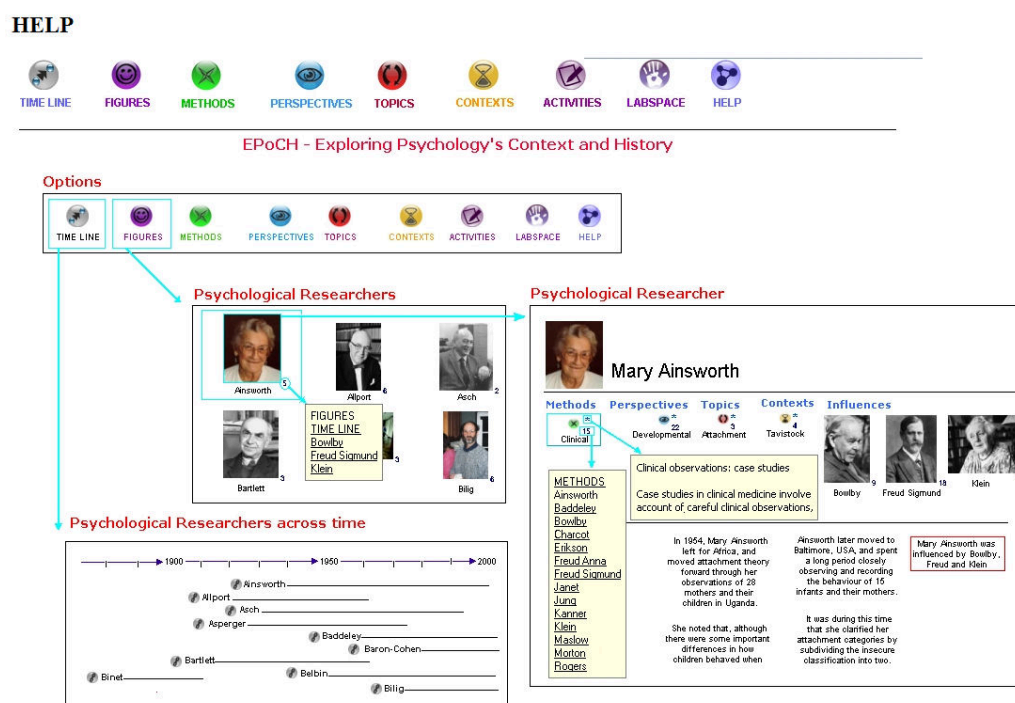 HELP
TIME LINE FIGURES METHODS PERSPECTIVES TOPICS CONTEXTS ACTIVITIES LABSPACE HELP
EPoCH - Exploring Psychology's Context and History
Options
TIME LINE FIGURES METHODS PERSPECTIVES TOPICS CONTEXTS ACTIVITIES LABSPACE HELP
Psychological Researchers
Ainsworth 5
Allport 6
Asch 2
FIGURES
TIME LINE
Bowlby
Freud Sigmund
Klein
Bartlett 3
3
Bilig 6
Psychological Researcher
Mary Ainsworth
Methods Perspectives Topics Contexts Influences
* 15 Clinical
* 22 Developmental
* 3 Attachment
* 4 Tavistock
Bowlby 9
Freud Sigmund 18
Klein
METHODS
Ainsworth
Baddeley
Bowlby
Charcot
Erikson
Freud Anna
Freud Sigmund
Janet
Jung
Kanner
Klein
Maslow
Morton
Rogers
Clinical observations: case studies
Case studies in clinical medicine involve
account of careful clinical observations,
In 1954, Mary Ainsworth
left for Africa, and
moved attachment theory
forward through her
observations of 28
mothers and their
children in Uganda.
She noted that, although
there were some important
differences in how
children behaved when
Ainsworth later moved to
Baltimore, USA, and spent
a long period closely
observing and recording
the behaviour of 15
infants and their mothers.
It was during this time
that she clarified her
attachment categories by
subdividing the insecure
classification into two.
Mary Ainsworth was
influenced by Bowlby,
Freud and Klein
Psychological Researchers across time
1900 1950 2000
Ainsworth
Allport
Asch
Asperger
Baddeley
Baron-Cohen
Bartlett
Belbin
Binet
Bilig